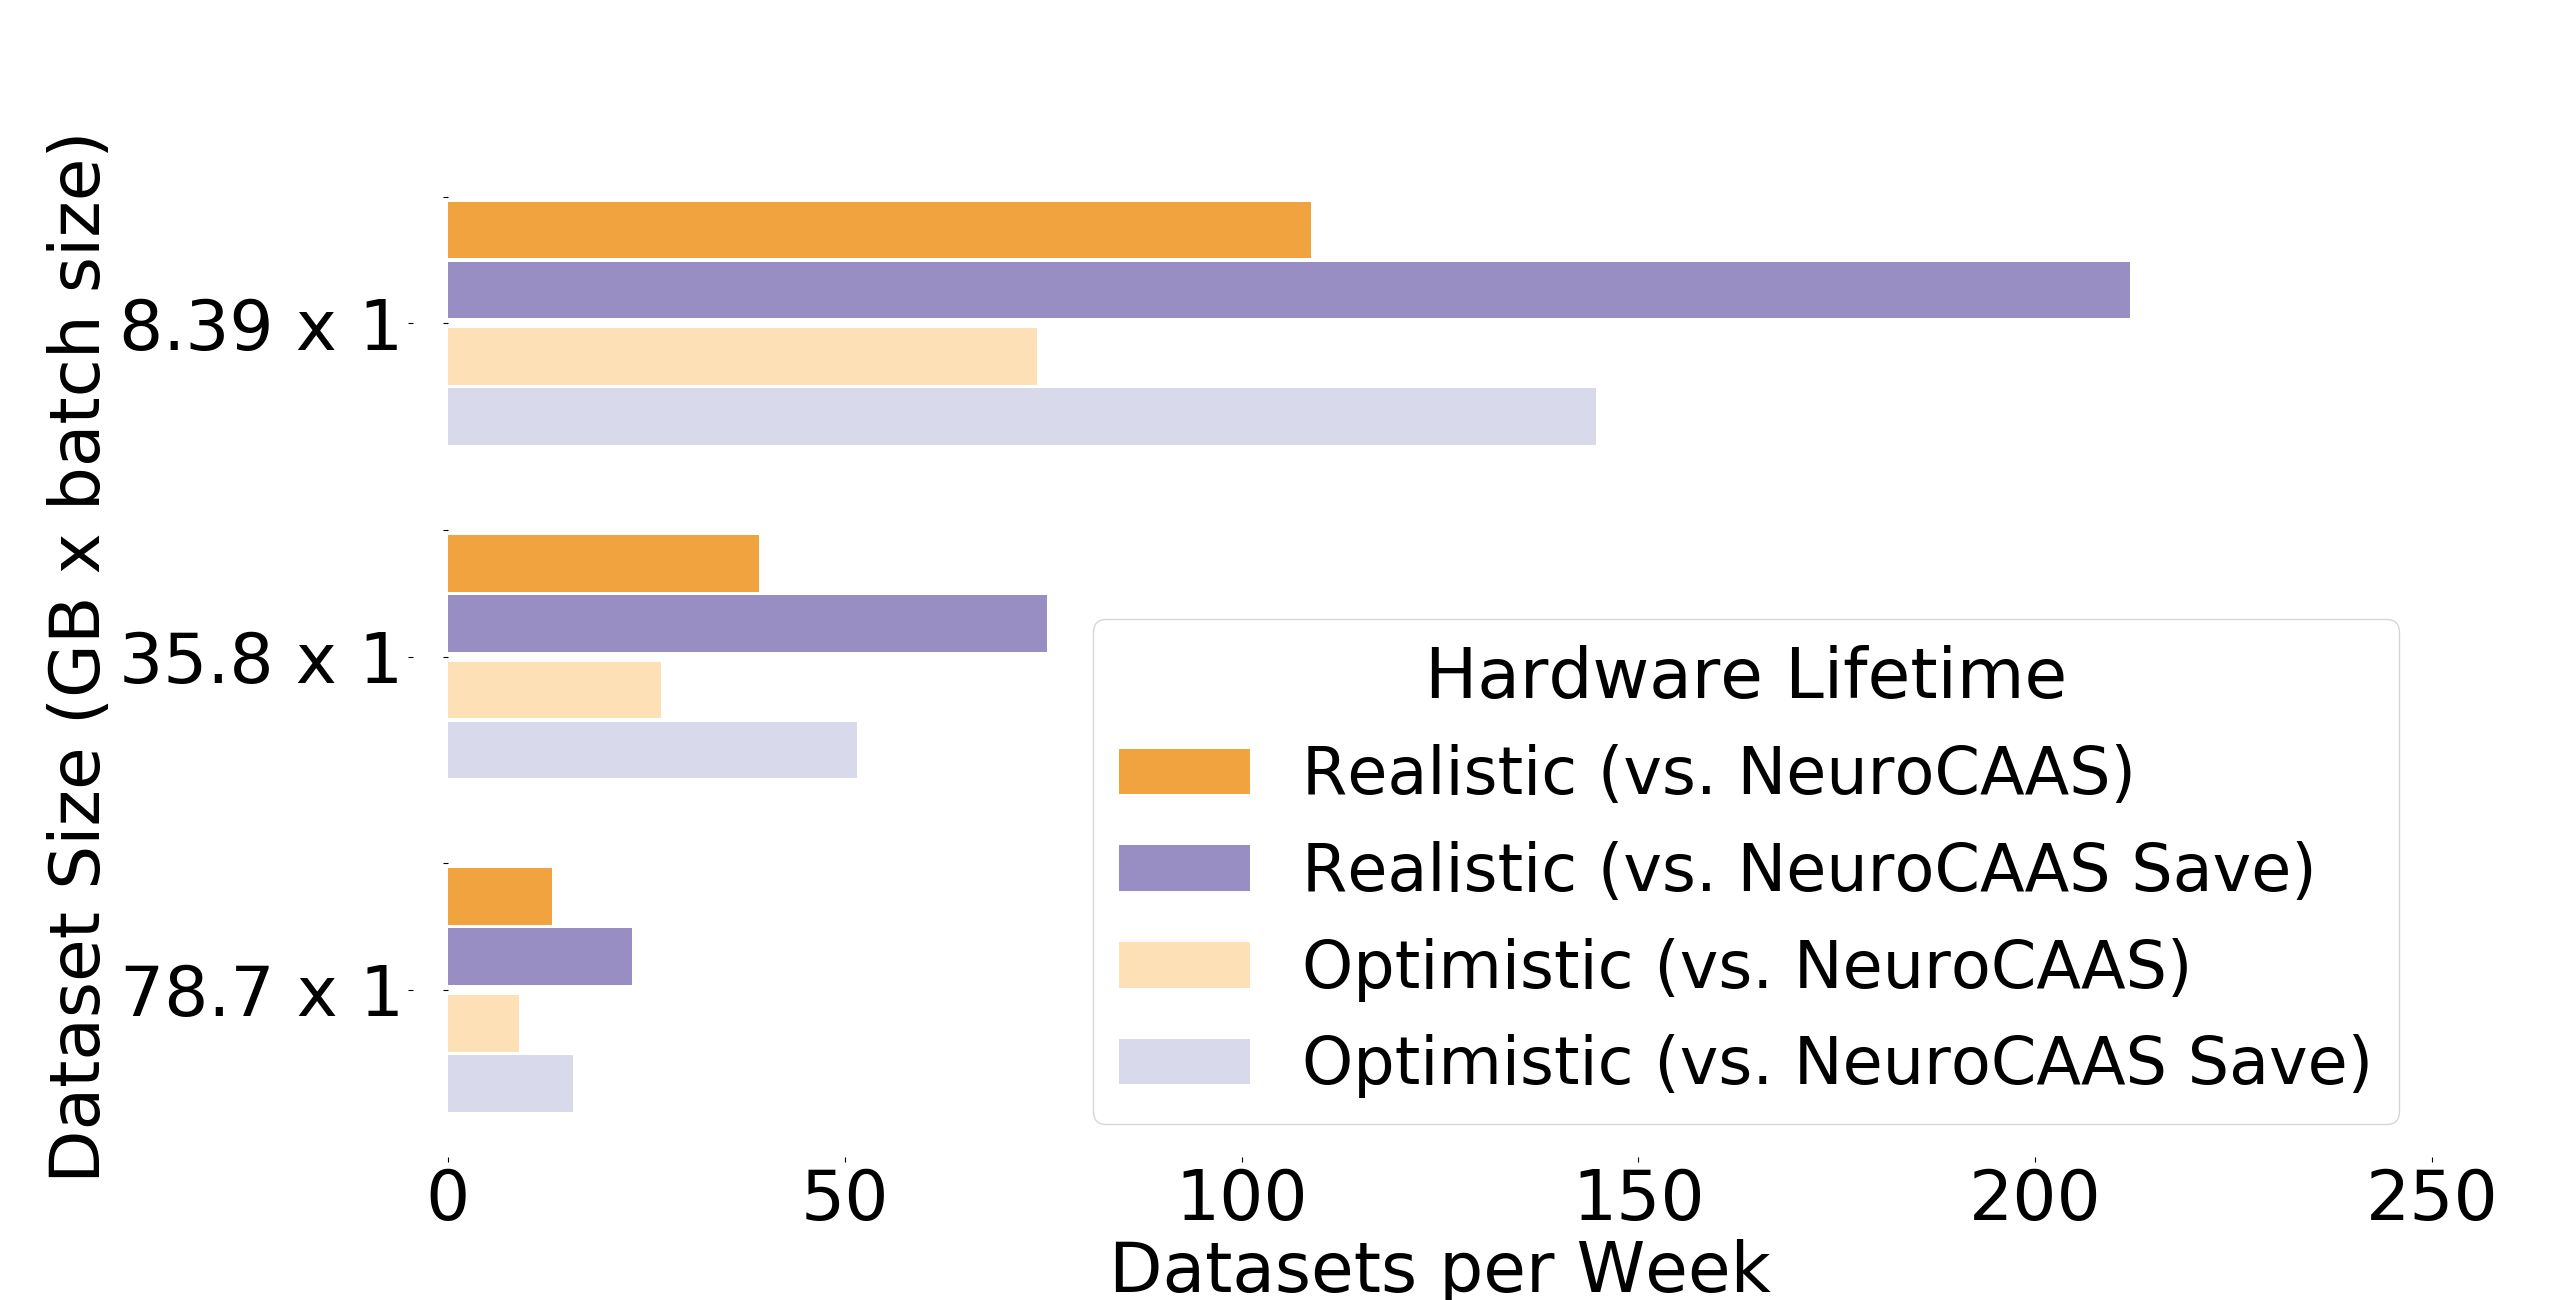 Dataset Size (GB x batch size)
8.39 x 1
35.8 x 1
78.7 x 1
Hardware Lifetime
Realistic (vs. NeuroCAAS)
Realistic (vs. NeuroCAAS Save)
Optimistic (vs. NeuroCAAS)
Optimistic (vs. NeuroCAAS Save)
0 50 100 150 200 250
Datasets per Week